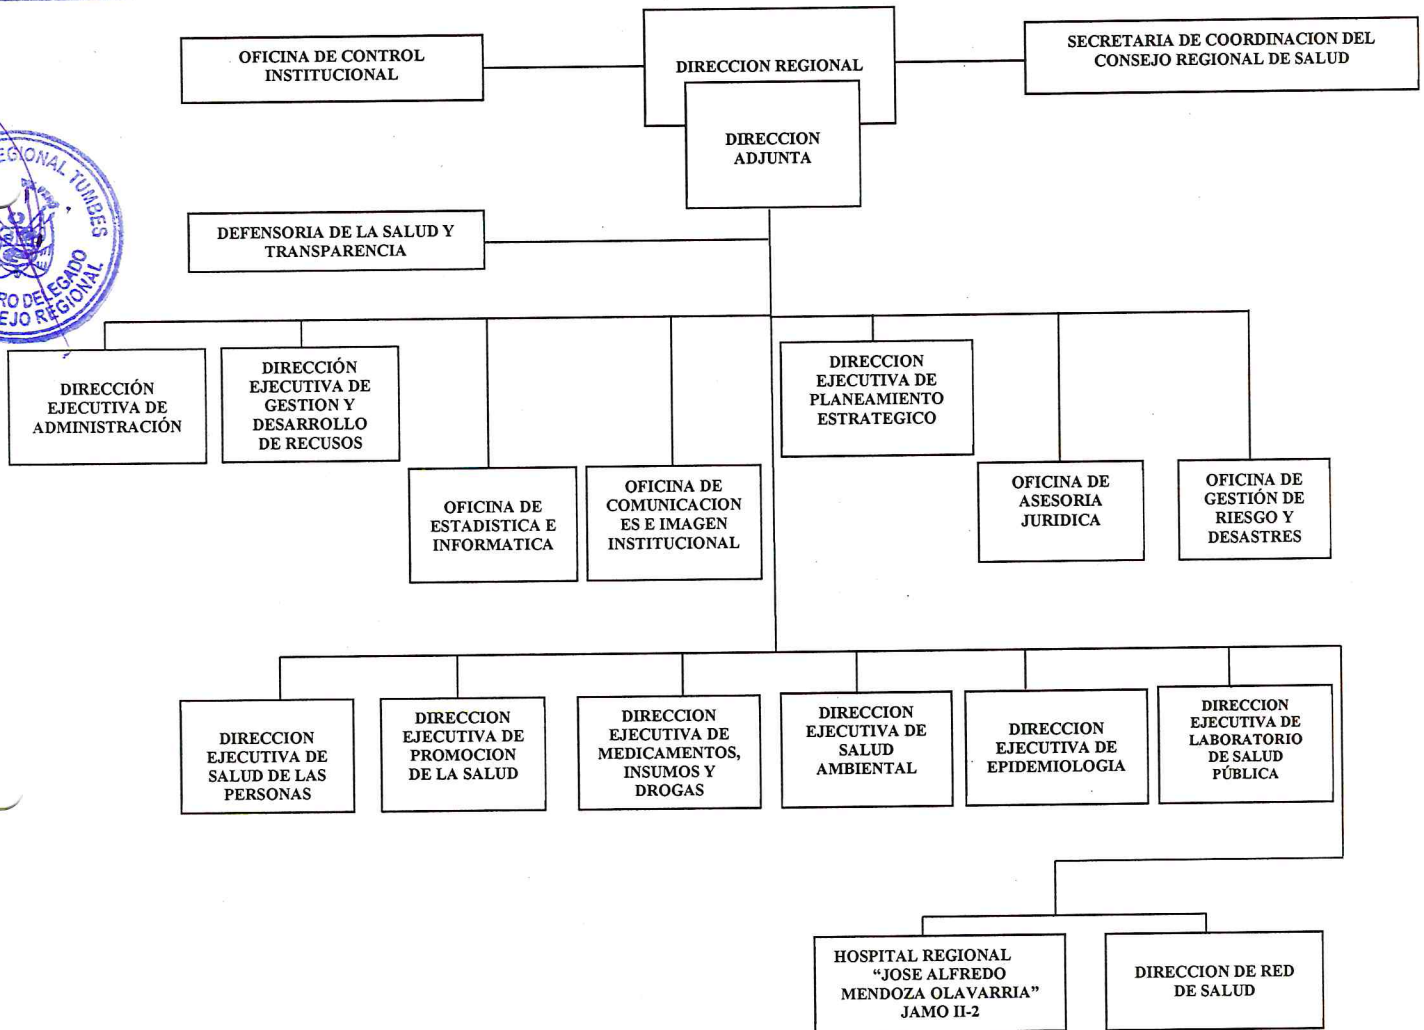 OFICINA DE CONTROL
INSTITUCIONAL
DIRECCION REGIONAL
SECRETARIA DE COORDINACION DEL
CONSEJO REGIONAL DE SALUD
DIRECCION
ADJUNTA
REGIONAL TUMBES
DELEGADO
REGIONAL
DEFENSORIA DE LA SALUD Y
TRANSPARENCIA
DIRECCIÓN
EJECUTIVA DE
ADMINISTRACIÓN
DIRECCIÓN
EJECUTIVA DE
GESTION Y
DESARROLLO
DE RECUSOS
OFICINA DE
ESTADISTICA E
INFORMATICA
OFICINA DE
COMUNICACION
ES E IMAGEN
INSTITUCIONAL
DIRECCION
EJECUTIVA DE
PLANEAMIENTO
ESTRATEGICO
OFICINA DE
ASESORIA
JURIDICA
OFICINA DE
GESTIÓN DE
RIESGO Y
DESASTRES
DIRECCION
EJECUTIVA DE
SALUD DE LAS
PERSONAS
DIRECCION
EJECUTIVA DE
PROMOCION
DE LA SALUD
DIRECCION
EJECUTIVA DE
MEDICAMENTOS,
INSUMOS Y
DROGAS
DIRECCION
EJECUTIVA DE
SALUD
AMBIENTAL
DIRECCION
EJECUTIVA DE
EPIDEMIOLOGIA
DIRECCION
EJECUTIVA DE
LABORATORIO
DE SALUD
PÚBLICA
HOSPITAL REGIONAL
“JOSE ALFREDO
MENDOZA OLAVARRIA”
JAMO II-2
DIRECCION DE RED
DE SALUD